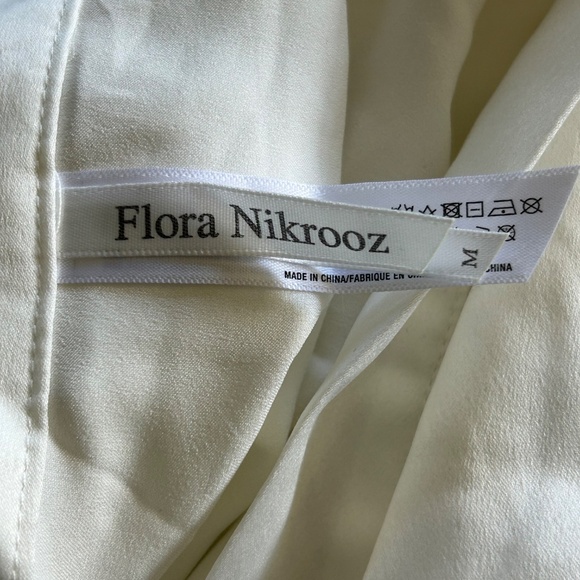 Flora Nikrooz
M
MADE IN CHINA/FABRIQUE EN
CHINA